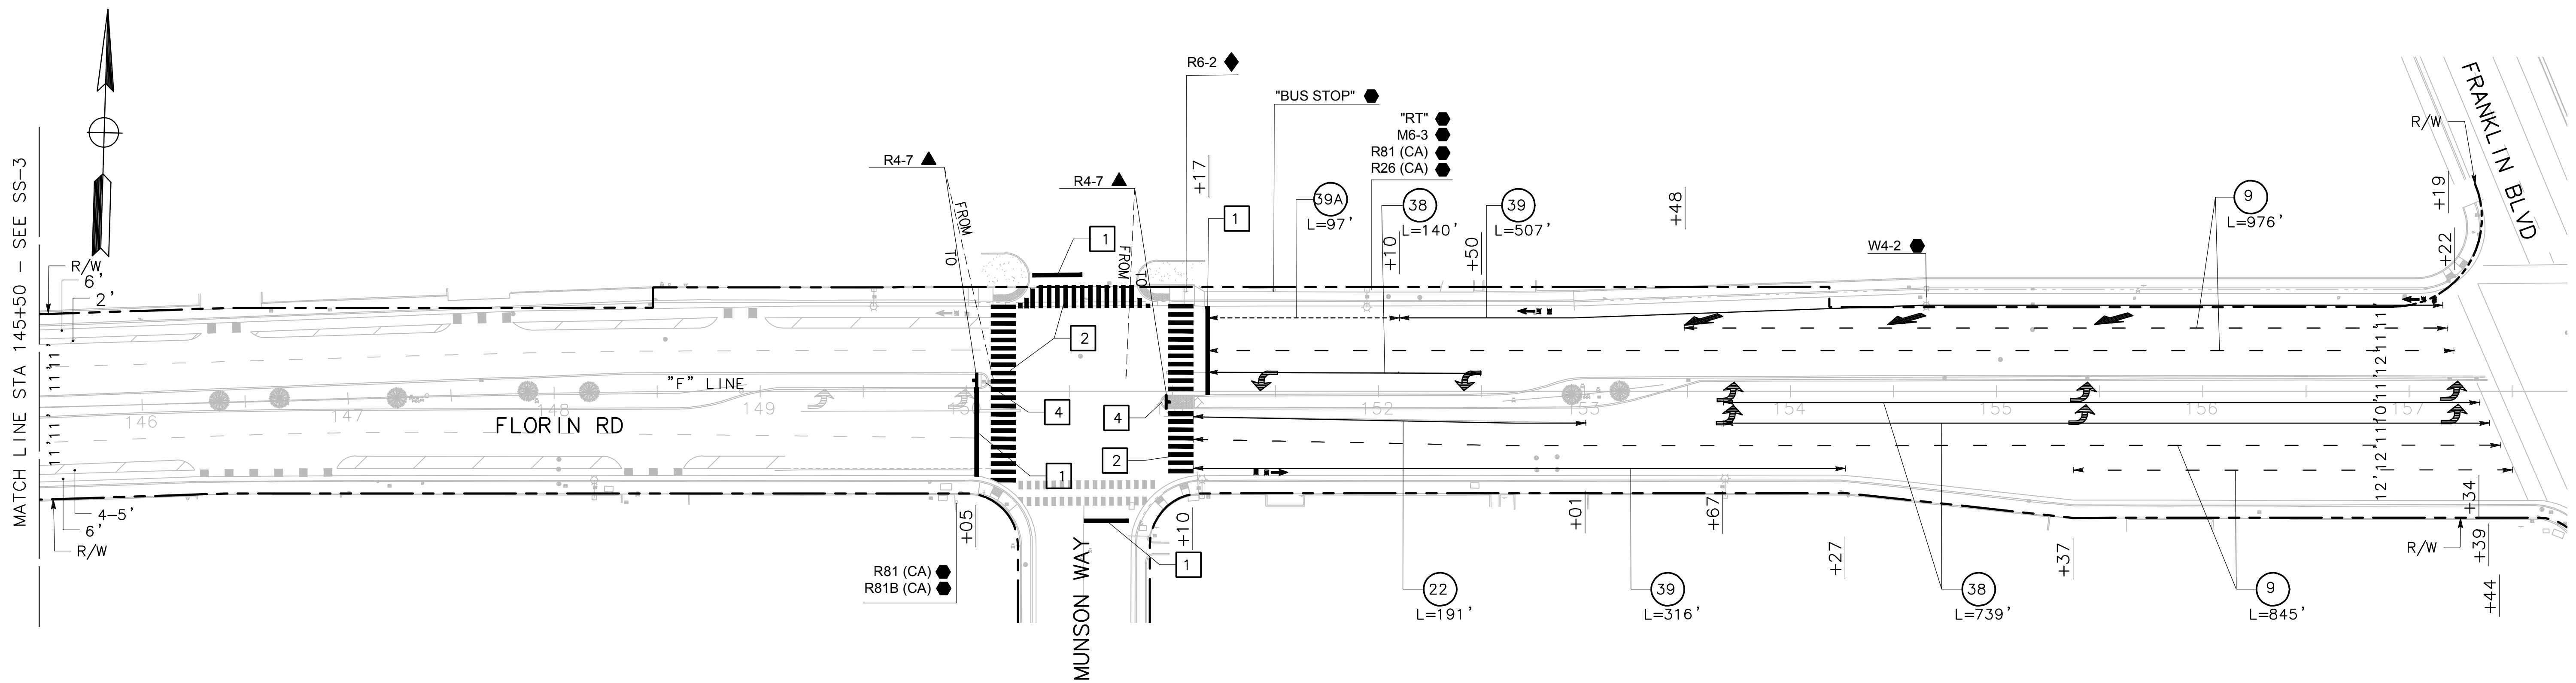 MATCH LINE STA 145+50 - SEE SS-3
R/W
6'
2'
11'
11'
11'
11'
4-5'
6'
R/W
146
147
148
149
150
152
153
154
155
156
157
"F" LINE
FLORIN RD
R4-7
FROM
TO
R4-7
FROM
TO
1
2
4
4
1
2
1
1
R6-2
"BUS STOP"
"RT"
M6-3
R81 (CA)
R26 (CA)
+17
39A
L=97'
38
L=140'
+10
39
L=507'
+50
+48
W4-2
9
L=976'
R/W
FRANKLIN BLVD
+19
+22
12'12'11'10'11'12'11'11'
R81 (CA)
R81B (CA)
+05
MUNSON WAY
+10
22
L=191'
39
L=316'
+01
+67
+27
38
L=739'
+37
9
L=845'
R/W
+34
+39
+44